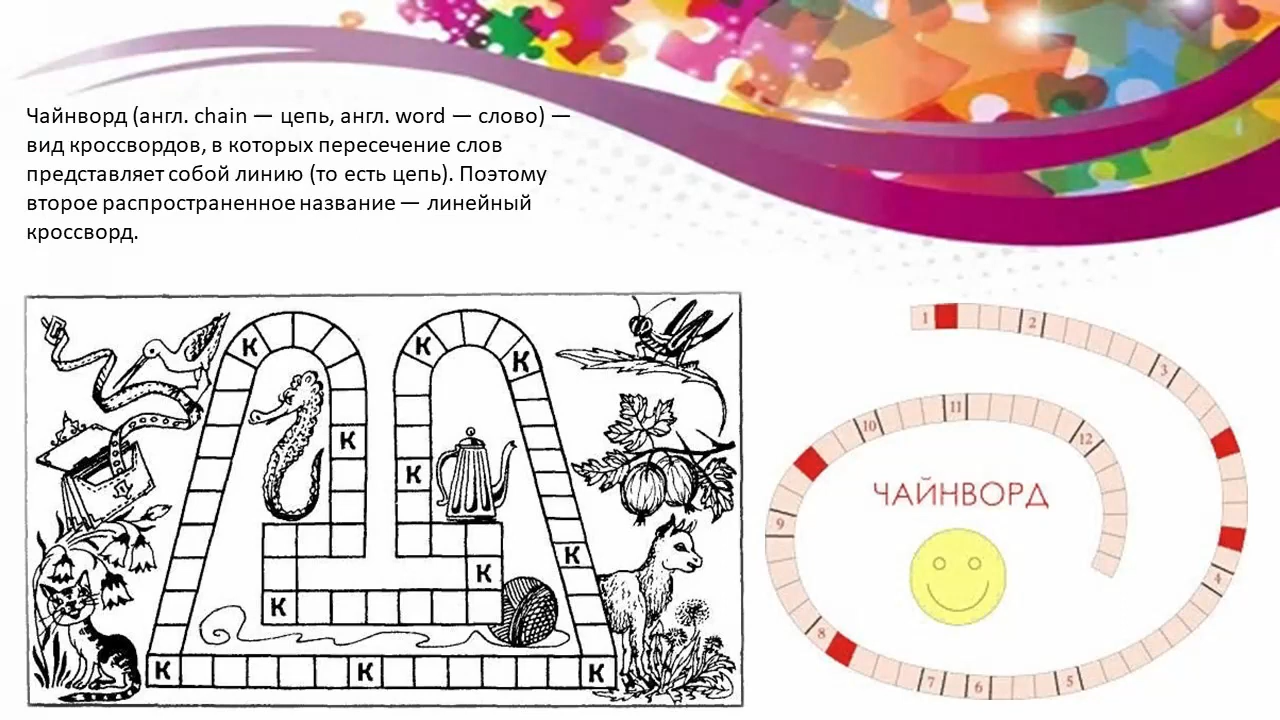 Чайнворд (англ. chain — цепь, англ. word — слово) —
вид кроссвордов, в которых пересечение слов
представляет собой линию (то есть цепь). Поэтому
второе распространенное название — линейный
кроссворд.
К
К
К
К
К
К
К
К
К
К
К
1
2
3
11
10
12
ЧАЙНВОРД
9
4
8
7
6
5